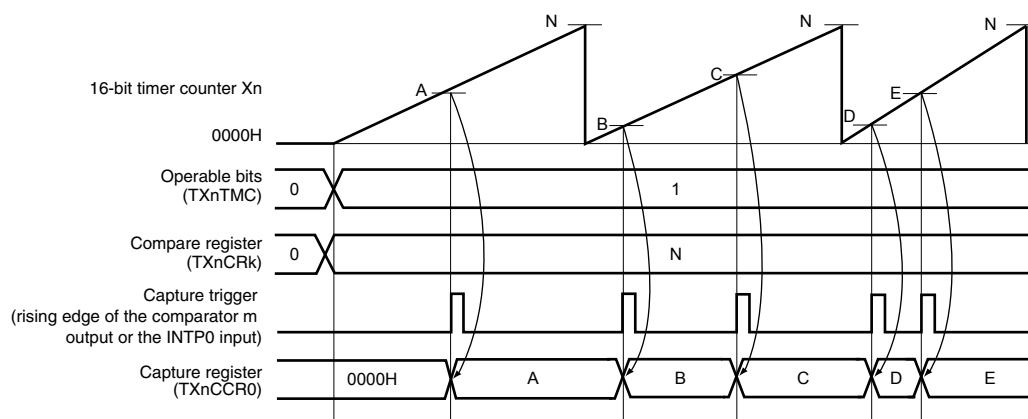 N N N
16-bit timer counter Xn A B C D E
0000H
Operable bits
(TXnTMC) 0 1
Compare register
(TXnCRk) 0 N
Capture trigger
(rising edge of the comparator m
output or the INTP0 input)
Capture register
(TXnCCR0) 0000H A B C D E